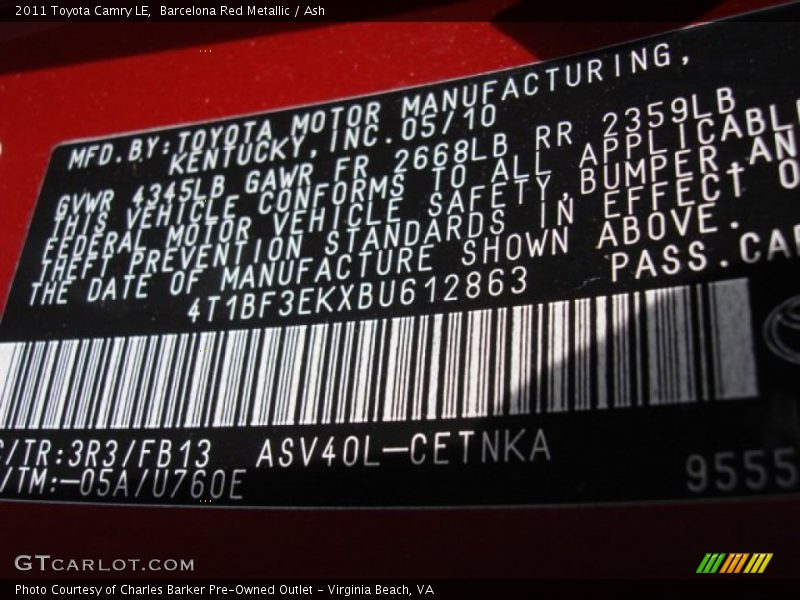 2011 Toyota Camry LE, Barcelona Red Metallic / Ash
MFD.BY:TOYOTA MOTOR MANUFACTURING,
KENTUCKY,INC.05/10
GVWR 4345LB GAWR FR 2668LB RR 2359LB
THIS VEHICLE CONFORMS TO ALL APPLICABLE
FEDERAL MOTOR VEHICLE SAFETY,BUMPER,AN
THEFT PREVENTION STANDARDS IN EFFECT O
THE DATE OF MANUFACTURE SHOWN ABOVE.
4T1BF3EKXBU612863 PASS.CA
/TR:3R3/FB13 ASV40L-CETNKA
/TM:-05A/U760E 9555
GTCARLOT.COM
Photo Courtesy of Charles Barker Pre-Owned Outlet - Virginia Beach, VA